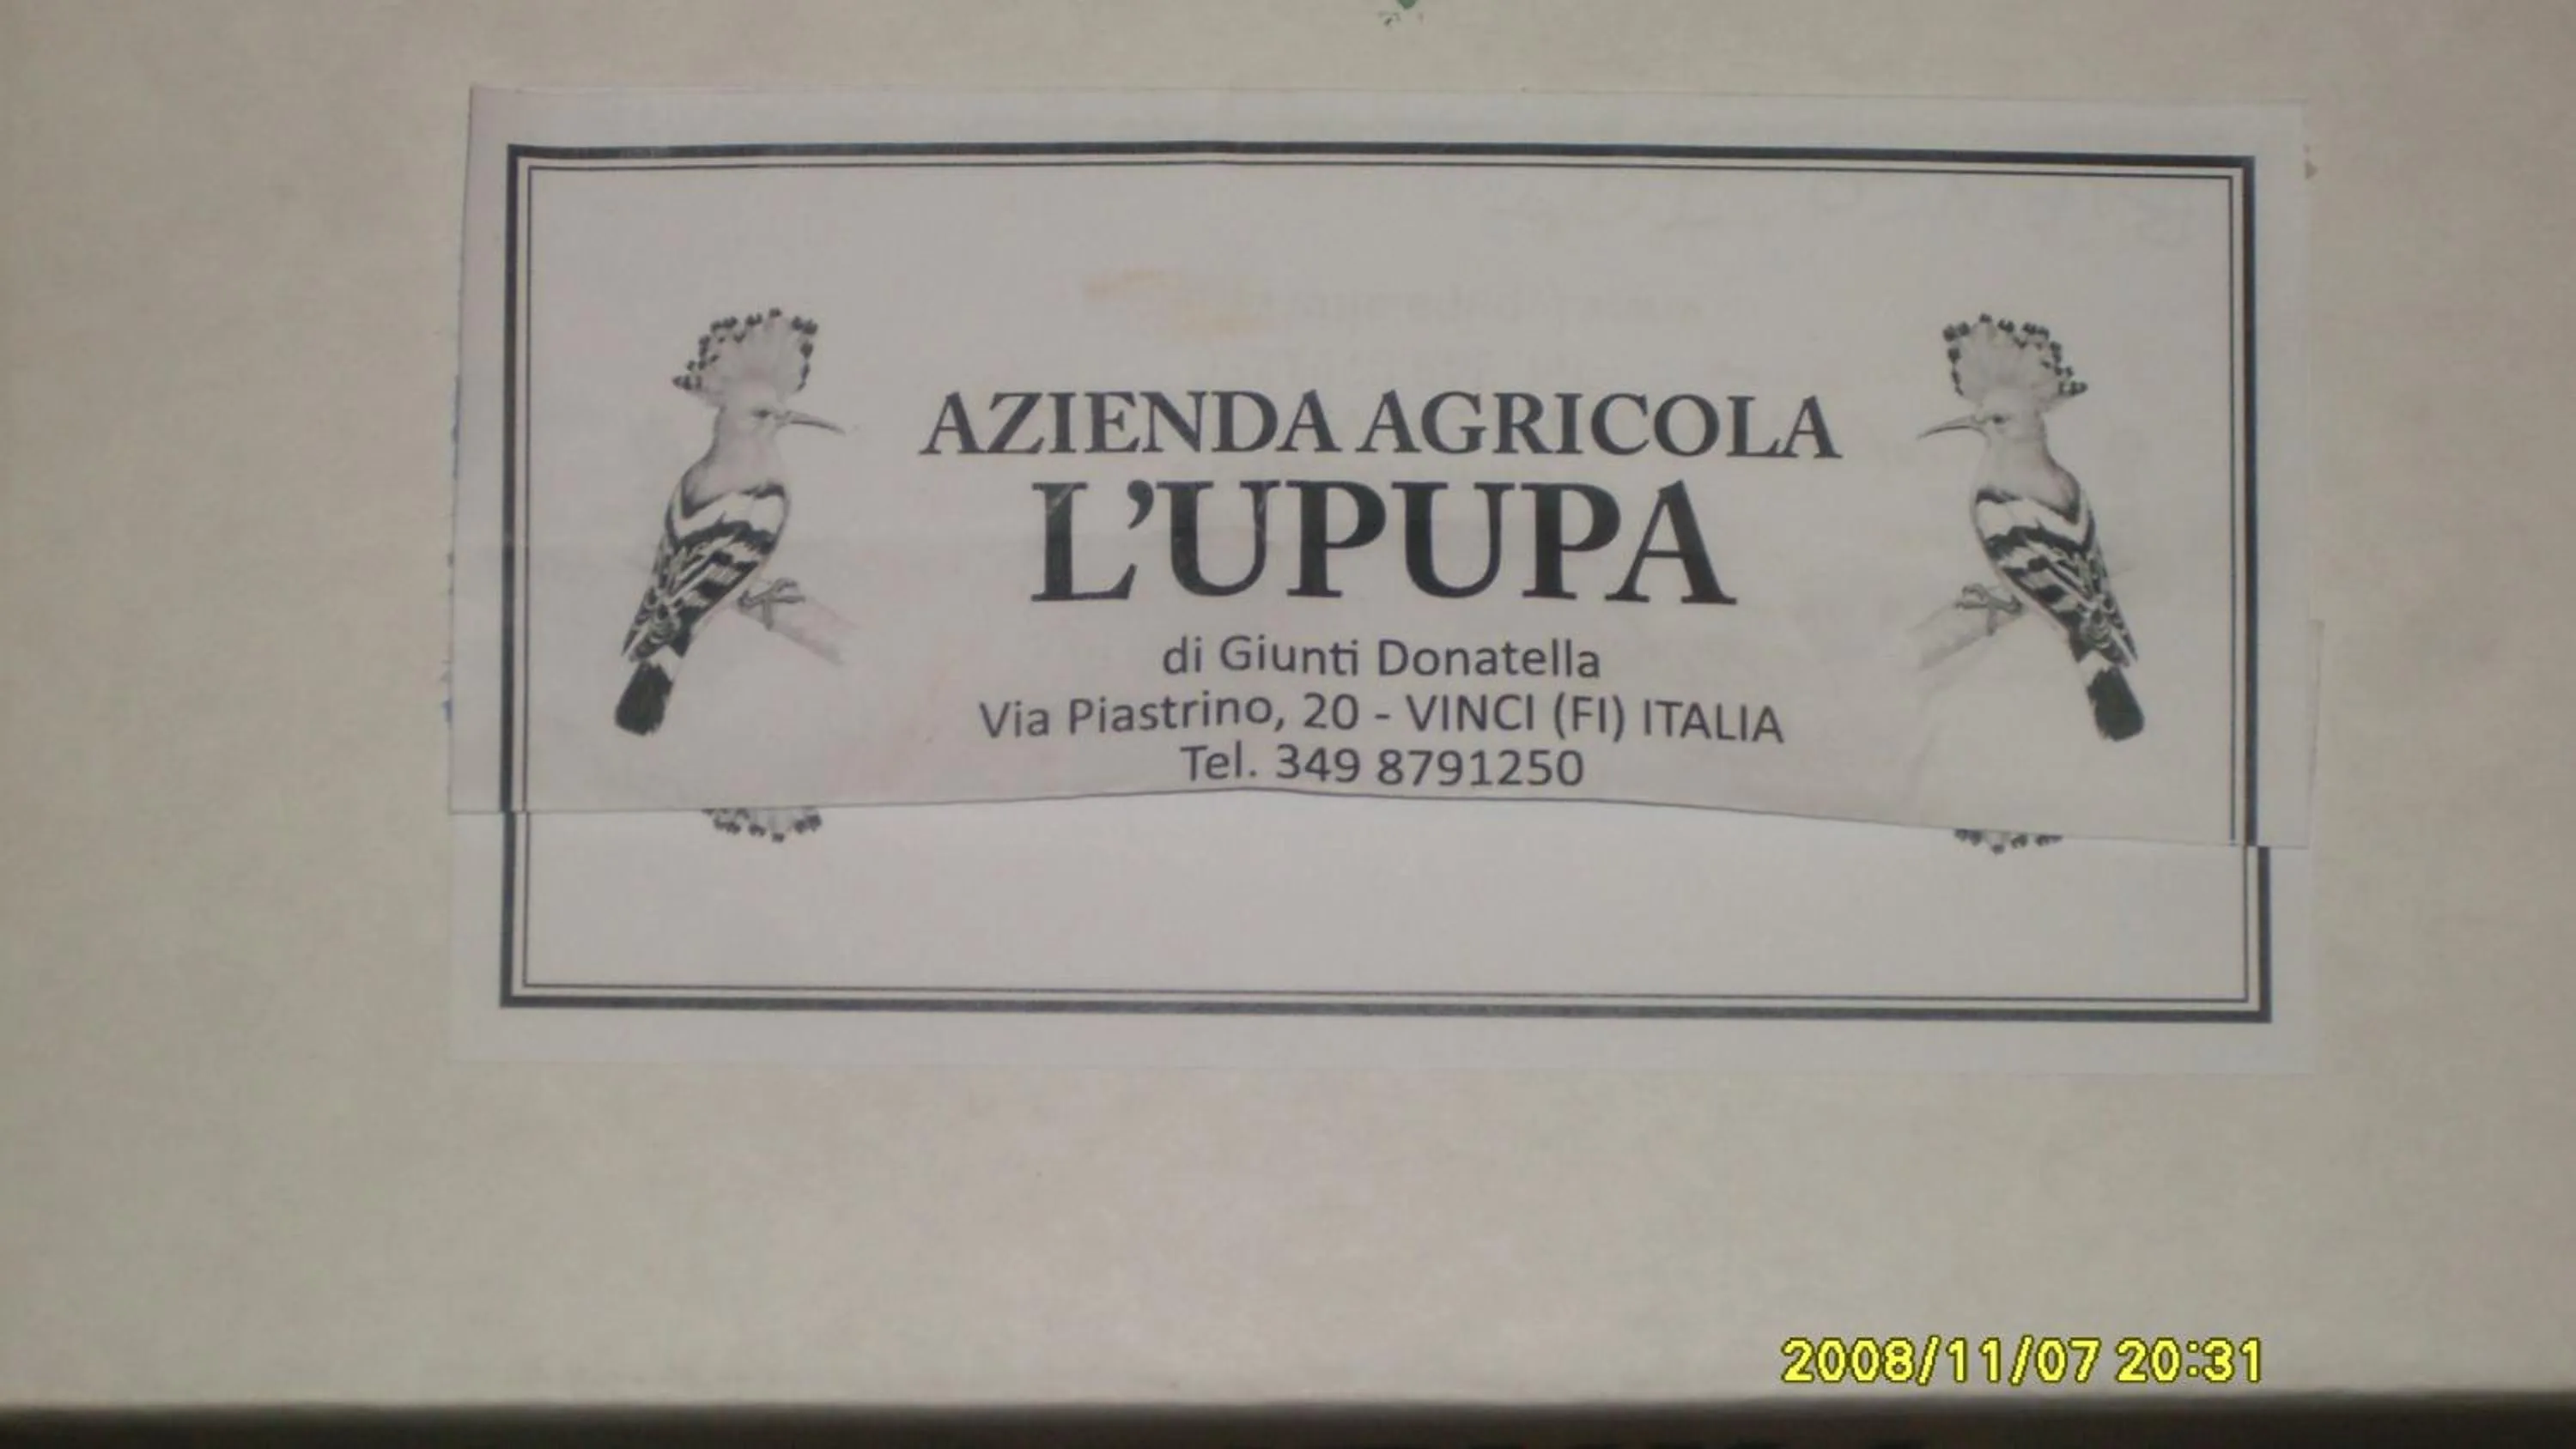 AZIENDA AGRICOLA
L'UPUPA
di Giunti Donatella
Via Piastrino, 20 - VINCI (FI) ITALIA
Tel. 349 8791250
2008/11/07 20:31